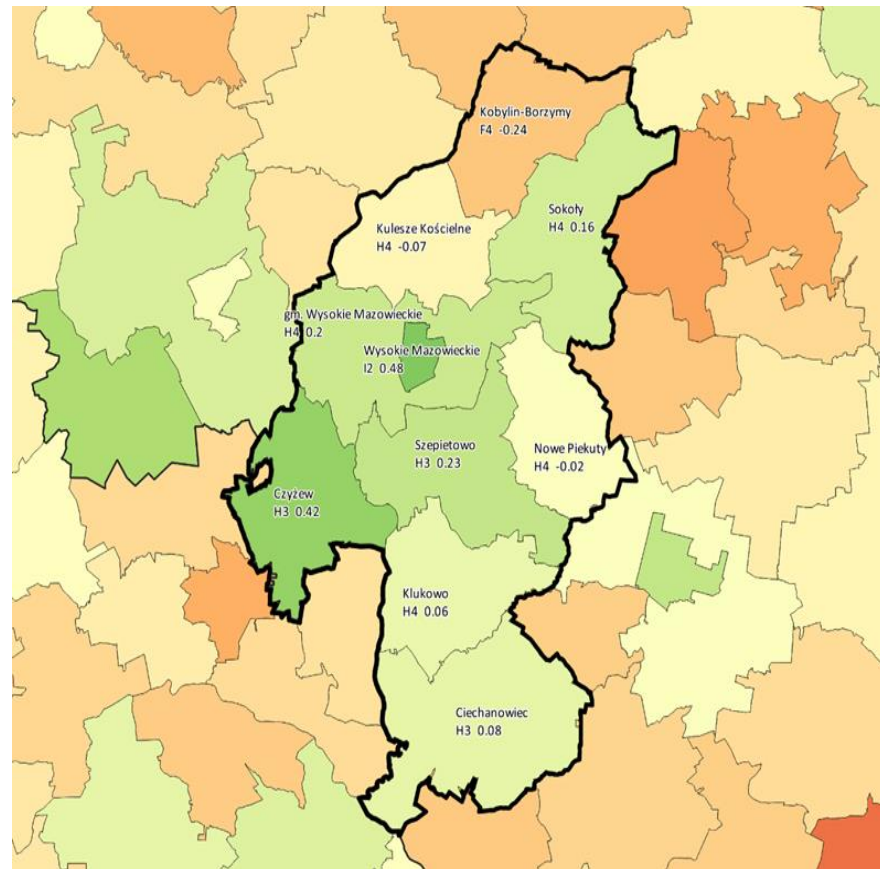 Kobylin-Borzymy
F4 -0.24
Sokoły
H4 0.16
Kulesze Kościelne
H4 -0.07
gm. Wysokie Mazowieckie
H4 0.2
Wysokie Mazowieckie
I2 0.48
Szepietowo
H3 0.23
Nowe Piekuty
H4 -0.02
Czyżew
H3 0.42
Klukowo
H4 0.06
Ciechanowiec
H3 0.08